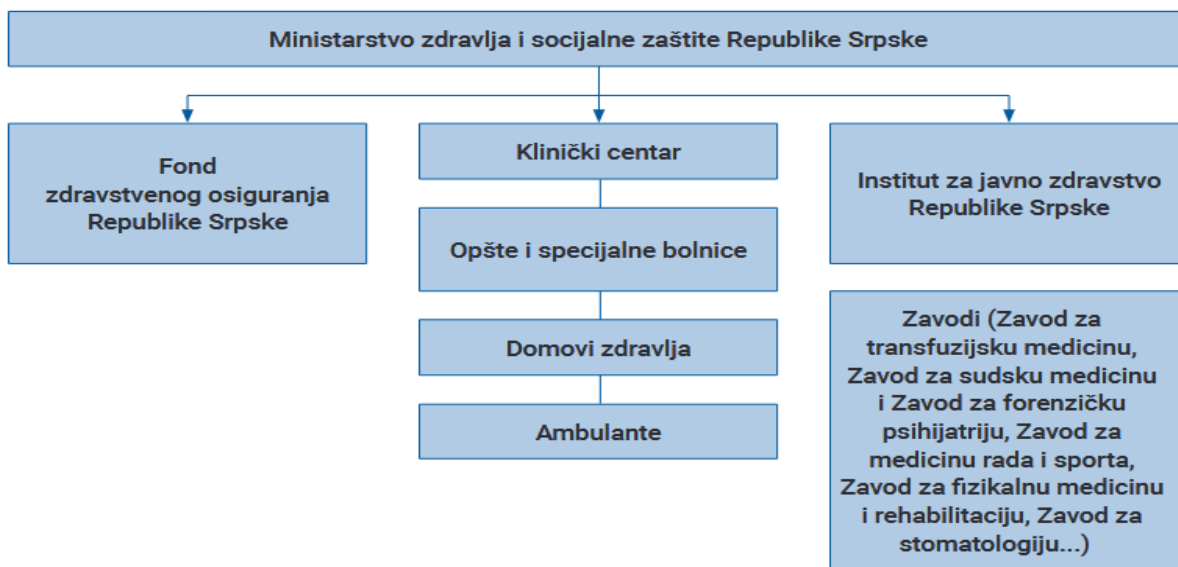 Ministarstvo zdravlja i socijalne zaštite Republike Srpske
Fond
zdravstvenog osiguranja
Republike Srpske
Klinički centar
Opšte i specijalne bolnice
Domovi zdravlja
Ambulante
Institut za javno zdravstvo
Republike Srpske
Zavodi (Zavod za
transfuzijsku medicinu,
Zavod za sudsku medicinu
i Zavod za forenzičku
psihijatriju, Zavod za
medicinu rada i sporta,
Zavod za fizikalnu medicinu
i rehabilitaciju, Zavod za
stomatologiju...)